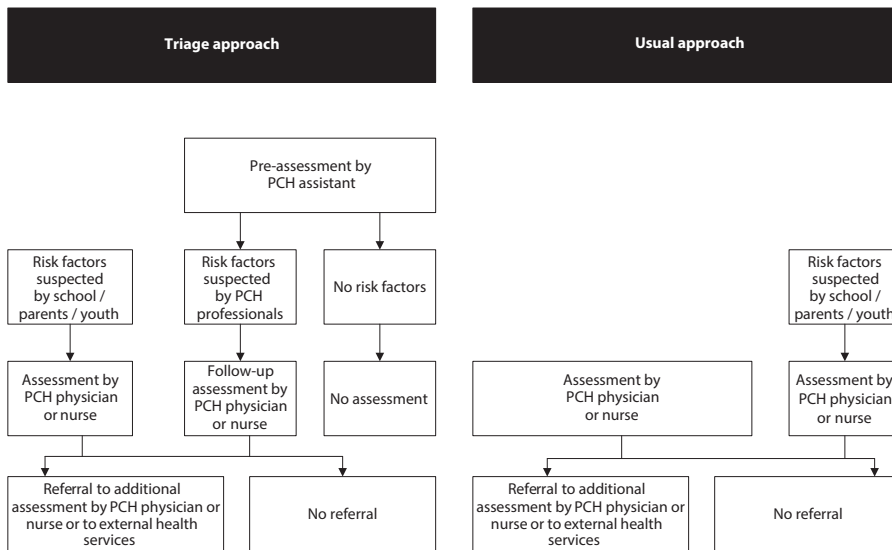 Triage approach
Usual approach
Pre-assessment by
PCH assistant
Risk factors
suspected
by school /
parents / youth
Risk factors
suspected
by PCH
professionals
No risk factors
Risk factors
suspected
by school /
parents / youth
Assessment by
PCH physician
or nurse
Follow-up
assessment by
PCH physician
or nurse
No assessment
Assessment by
PCH physician
or nurse
Assessment by
PCH physician
or nurse
Referral to additional
assessment by PCH physician or
nurse or to external health
services
No referral
Referral to additional
assessment by PCH physician or
nurse or to external health
services
No referral